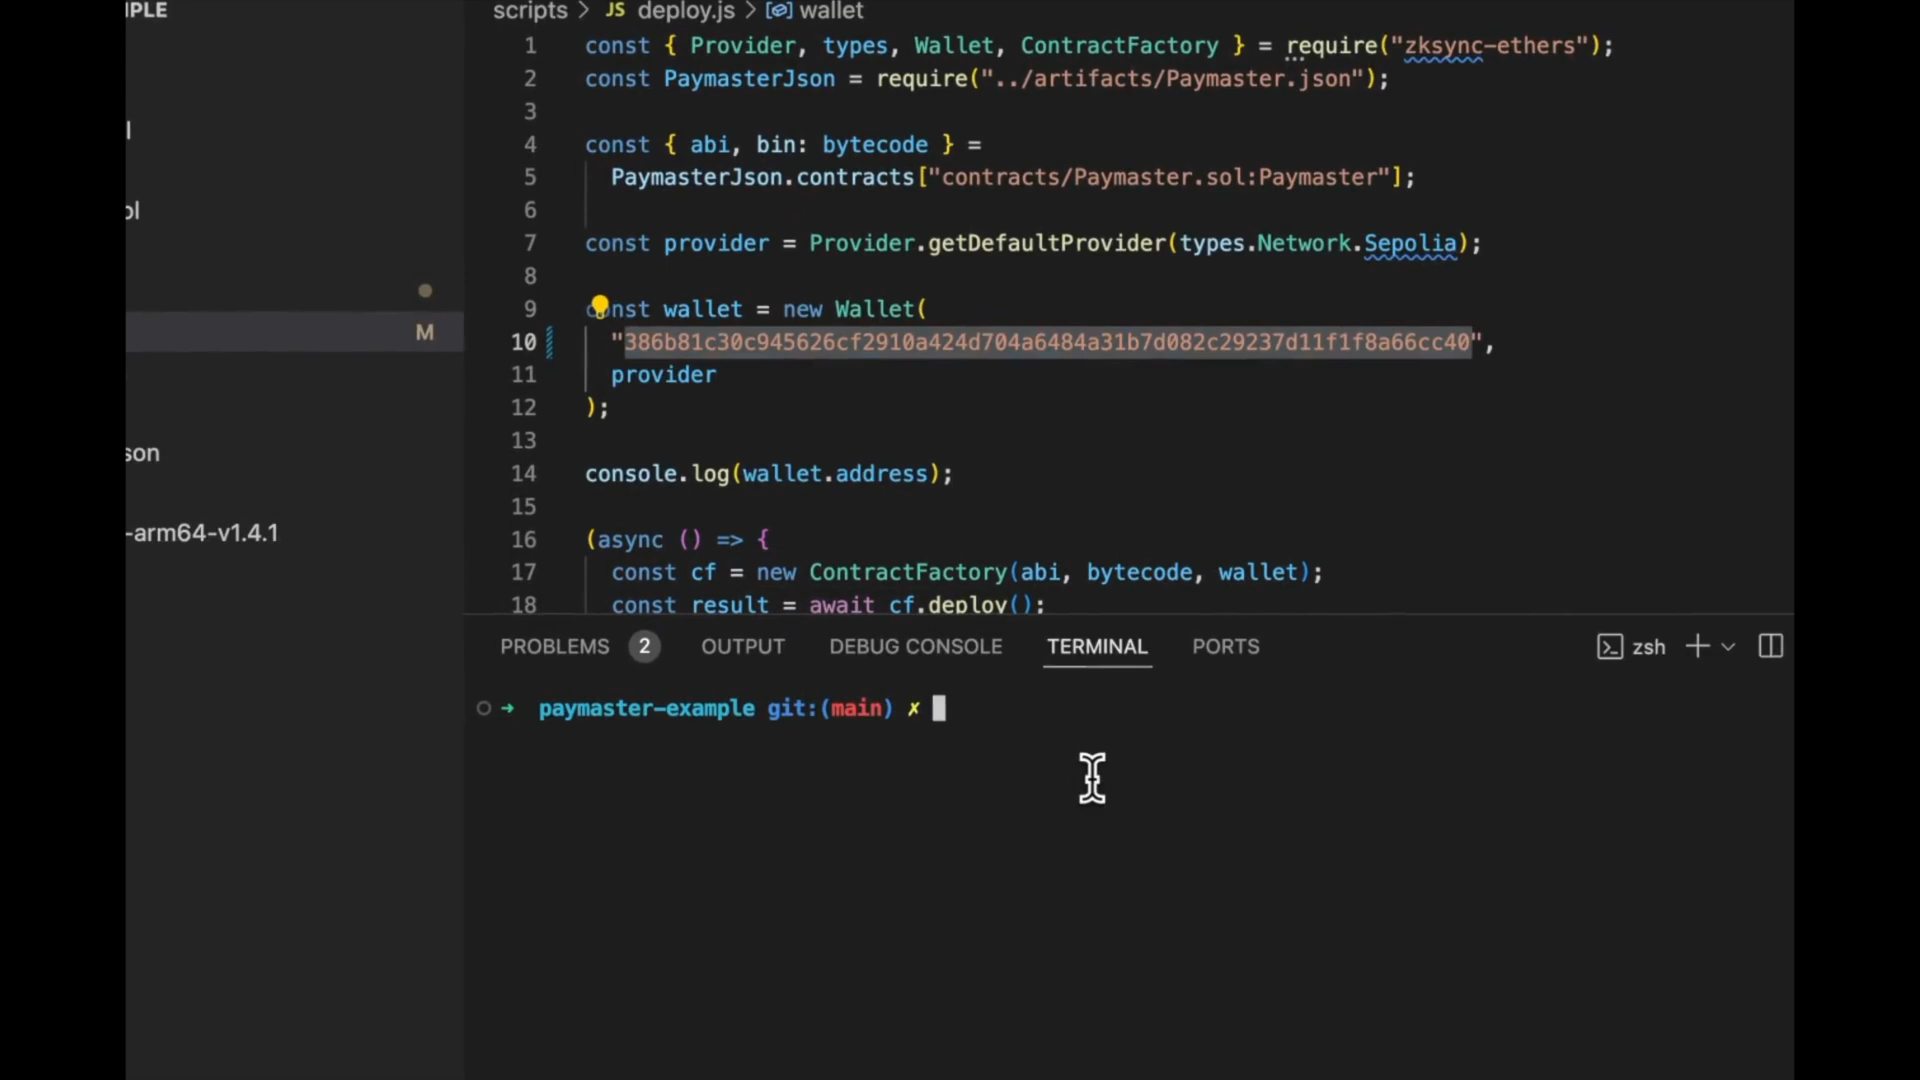 PLE
scripts > JS deploy.js > wallet
1 const { Provider, types, Wallet, ContractFactory } = require("zksync-ethers");
2 const PaymasterJson = require("../artifacts/Paymaster.json");
3
4 const { abi, bin: bytecode } =
5 PaymasterJson.contracts["contracts/Paymaster.sol:Paymaster"];
6
7 const provider = Provider.getDefaultProvider(types.Network.Sepolia);
8
9 const wallet = new Wallet(
10 "386b81c30c945626cf2910a424d704a6484a31b7d082c29237d11f1f8a66cc40",
11 provider
12 );
13
14 console.log(wallet.address);
15
16 (async () => {
17 const cf = new ContractFactory(abi, bytecode, wallet);
18 const result = await cf.deploy();
l
ol
M
son
-arm64-v1.4.1
PROBLEMS 2 OUTPUT DEBUG CONSOLE TERMINAL PORTS zsh
→ paymaster-example git:(main) ✗